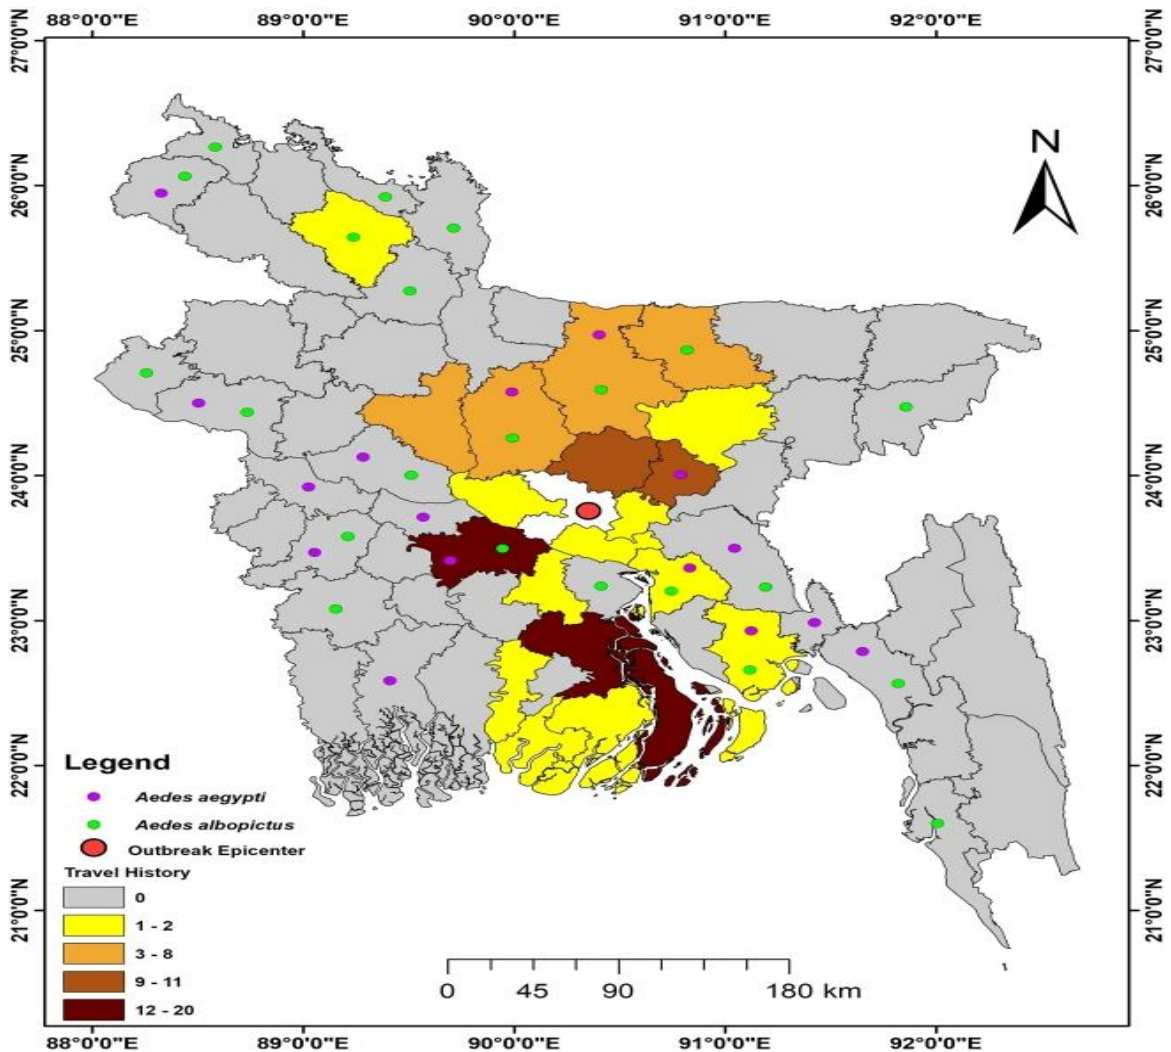 88°0'0"E 89°0'0"E 90°0'0"E 91°0'0"E 92°0'0"E
27°0'0"N 27°0'0"N
N
26°0'0"N 26°0'0"N
25°0'0"N 25°0'0"N
24°0'0"N 24°0'0"N
23°0'0"N 23°0'0"N
22°0'0"N 22°0'0"N
Legend
Aedes aegypti
Aedes albopictus
Outbreak Epicenter
Travel History
0
1 - 2
21°0'0"N 21°0'0"N
3 - 8
9 - 11
12 - 20
0 45 90 180 km
88°0'0"E 89°0'0"E 90°0'0"E 91°0'0"E 92°0'0"E